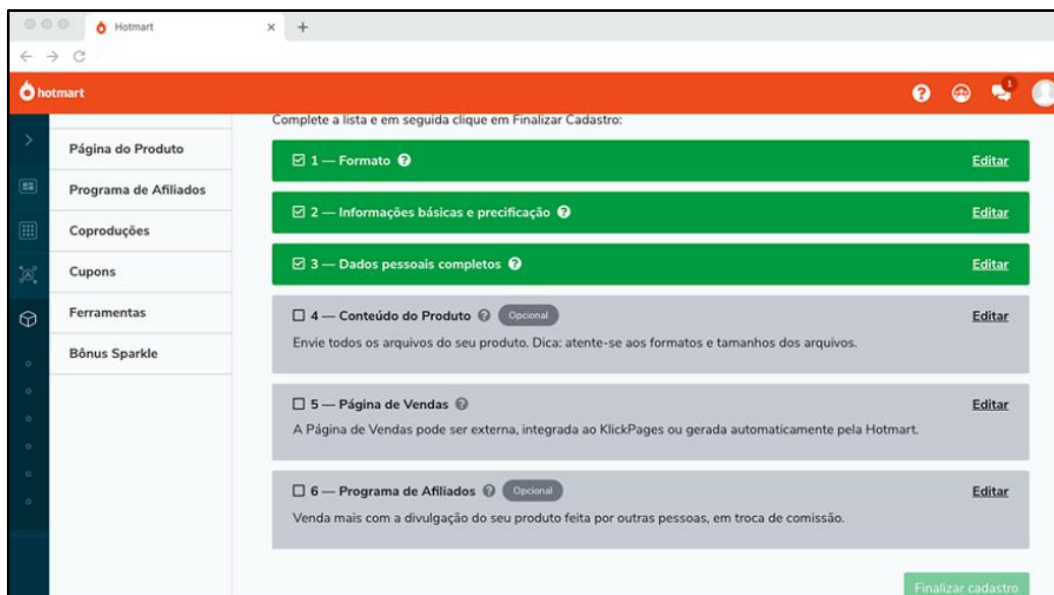 Hotmart
hotmart
1
Complete a lista e em seguida clique em Finalizar Cadastro:
Página do Produto
Programa de Afiliados
Coproduções
Cupons
Ferramentas
Bônus Sparkle
1 — Formato ?
Editar
2 — Informações básicas e precificação ?
Editar
3 — Dados pessoais completos ?
Editar
4 — Conteúdo do Produto ? Opcional
Editar
Envie todos os arquivos do seu produto. Dica: atente-se aos formatos e tamanhos dos arquivos.
5 — Página de Vendas ?
Editar
A Página de Vendas pode ser externa, integrada ao KlickPages ou gerada automaticamente pela Hotmart.
6 — Programa de Afiliados ? Opcional
Editar
Venda mais com a divulgação do seu produto feita por outras pessoas, em troca de comissão.
Finalizar cadastro